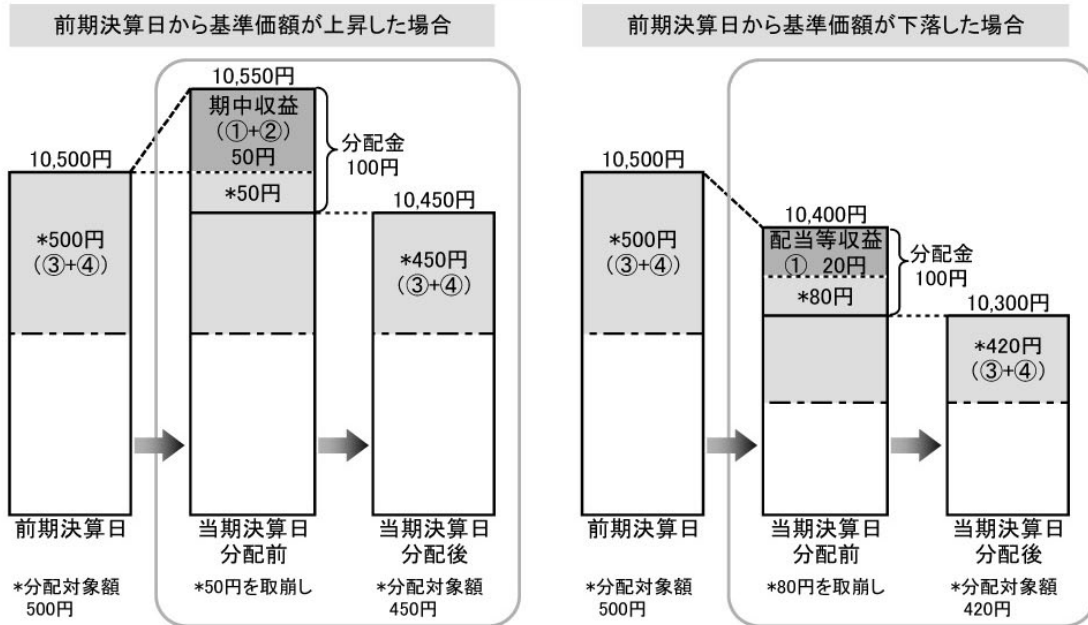 前期決算日から基準価額が上昇した場合
10,550円
期中収益
(①+②)
50円
*50円
分配金
100円
10,500円
*500円
(③+④)
10,450円
*450円
(③+④)
前期決算日
当期決算日
分配前
当期決算日
分配後
*分配対象額
500円
*50円を取崩し
*分配対象額
450円
前期決算日から基準価額が下落した場合
10,500円
*500円
(③+④)
10,400円
配当等収益
① 20円
*80円
分配金
100円
10,300円
*420円
(③+④)
前期決算日
当期決算日
分配前
当期決算日
分配後
*分配対象額
500円
*80円を取崩し
*分配対象額
420円